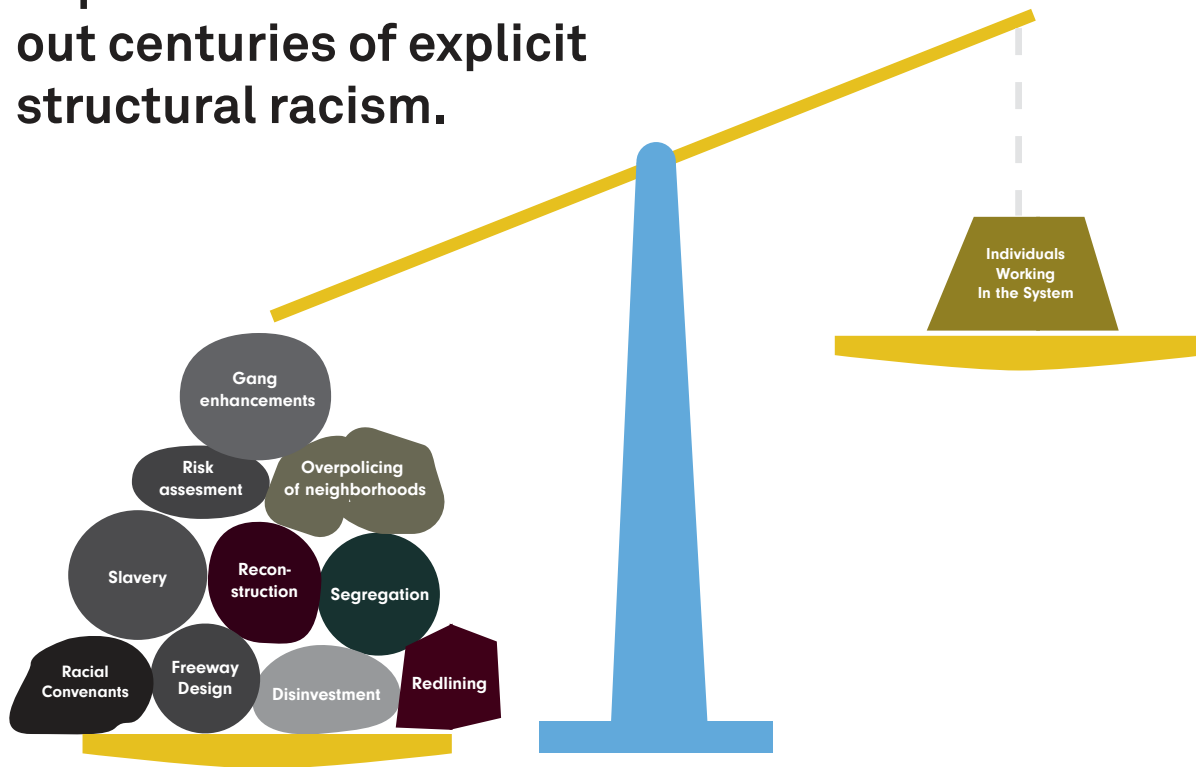 out centuries of explicit
structural racism.
Individuals
Working
In the System
Gang
enhancements
Risk
assesment
Overpolicing
of neighborhoods
Slavery
Recon-
struction
Segregation
Racial
Convenants
Freeway
Design
Disinvestment
Redlining